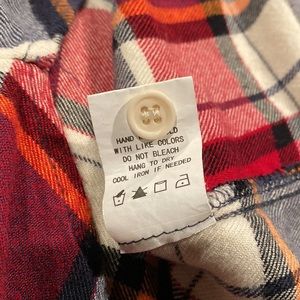 HAND
WITH LIKE COLORS
DO NOT BLEACH
HANG TO DRY
COOL IRON IF NEEDED